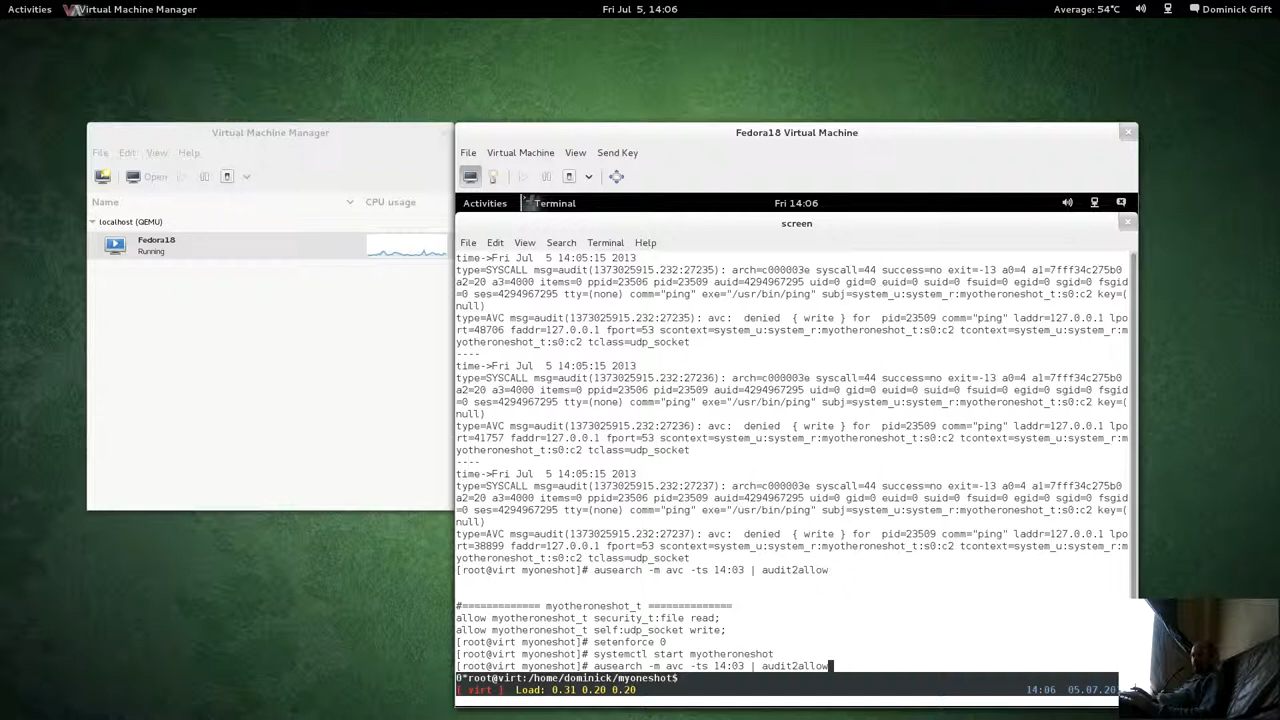 Activities Virtual Machine Manager Fri Jul 5, 14:06 Average: 54°C Dominick Grift
Virtual Machine Manager
File Edit View Help
Open
Name CPU usage
localhost (QEMU)
Fedora18
Running
Fedora18 Virtual Machine
File Virtual Machine View Send Key
Activities Terminal Fri 14:06
screen
File Edit View Search Terminal Help
time->Fri Jul  5 14:05:15 2013
type=SYSCALL msg=audit(1373025915.232:27235): arch=c000003e syscall=44 success=no exit=-13 a0=4 a1=7fff34c275b0
a2=20 a3=4000 items=0 ppid=23506 pid=23509 auid=4294967295 uid=0 gid=0 euid=0 suid=0 fsuid=0 egid=0 sgid=0 fsgid
=0 ses=4294967295 tty=(none) comm="ping" exe="/usr/bin/ping" subj=system_u:system_r:myotheroneshot_t:s0:c2 key=(
null)
type=AVC msg=audit(1373025915.232:27235): avc:  denied  { write } for  pid=23509 comm="ping" laddr=127.0.0.1 lpo
rt=48706 faddr=127.0.0.1 fport=53 scontext=system_u:system_r:myotheroneshot_t:s0:c2 tcontext=system_u:system_r:m
yotheroneshot_t:s0:c2 tclass=udp_socket
----
time->Fri Jul  5 14:05:15 2013
type=SYSCALL msg=audit(1373025915.232:27236): arch=c000003e syscall=44 success=no exit=-13 a0=4 a1=7fff34c275b0
a2=20 a3=4000 items=0 ppid=23506 pid=23509 auid=4294967295 uid=0 gid=0 euid=0 suid=0 fsuid=0 egid=0 sgid=0 fsgid
=0 ses=4294967295 tty=(none) comm="ping" exe="/usr/bin/ping" subj=system_u:system_r:myotheroneshot_t:s0:c2 key=(
null)
type=AVC msg=audit(1373025915.232:27236): avc:  denied  { write } for  pid=23509 comm="ping" laddr=127.0.0.1 lpo
rt=41757 faddr=127.0.0.1 fport=53 scontext=system_u:system_r:myotheroneshot_t:s0:c2 tcontext=system_u:system_r:m
yotheroneshot_t:s0:c2 tclass=udp_socket
----
time->Fri Jul  5 14:05:15 2013
type=SYSCALL msg=audit(1373025915.232:27237): arch=c000003e syscall=44 success=no exit=-13 a0=4 a1=7fff34c275b0
a2=20 a3=4000 items=0 ppid=23506 pid=23509 auid=4294967295 uid=0 gid=0 euid=0 suid=0 fsuid=0 egid=0 sgid=0 fsgid
=0 ses=4294967295 tty=(none) comm="ping" exe="/usr/bin/ping" subj=system_u:system_r:myotheroneshot_t:s0:c2 key=(
null)
type=AVC msg=audit(1373025915.232:27237): avc:  denied  { write } for  pid=23509 comm="ping" laddr=127.0.0.1 lpo
rt=38899 faddr=127.0.0.1 fport=53 scontext=system_u:system_r:myotheroneshot_t:s0:c2 tcontext=system_u:system_r:m
yotheroneshot_t:s0:c2 tclass=udp_socket
[root@virt myoneshot]# ausearch -m avc -ts 14:03 | audit2allow
#============= myotheroneshot_t ==============
allow myotheroneshot_t security_t:file read;
allow myotheroneshot_t self:udp_socket write;
[root@virt myoneshot]# setenforce 0
[root@virt myoneshot]# systemctl start myotheroneshot
[root@virt myoneshot]# ausearch -m avc -ts 14:03 | audit2allow
0*root@virt:/home/dominick/myoneshot$
[ virt ] Load: 0.31 0.20 0.20 14:06 05.07.20